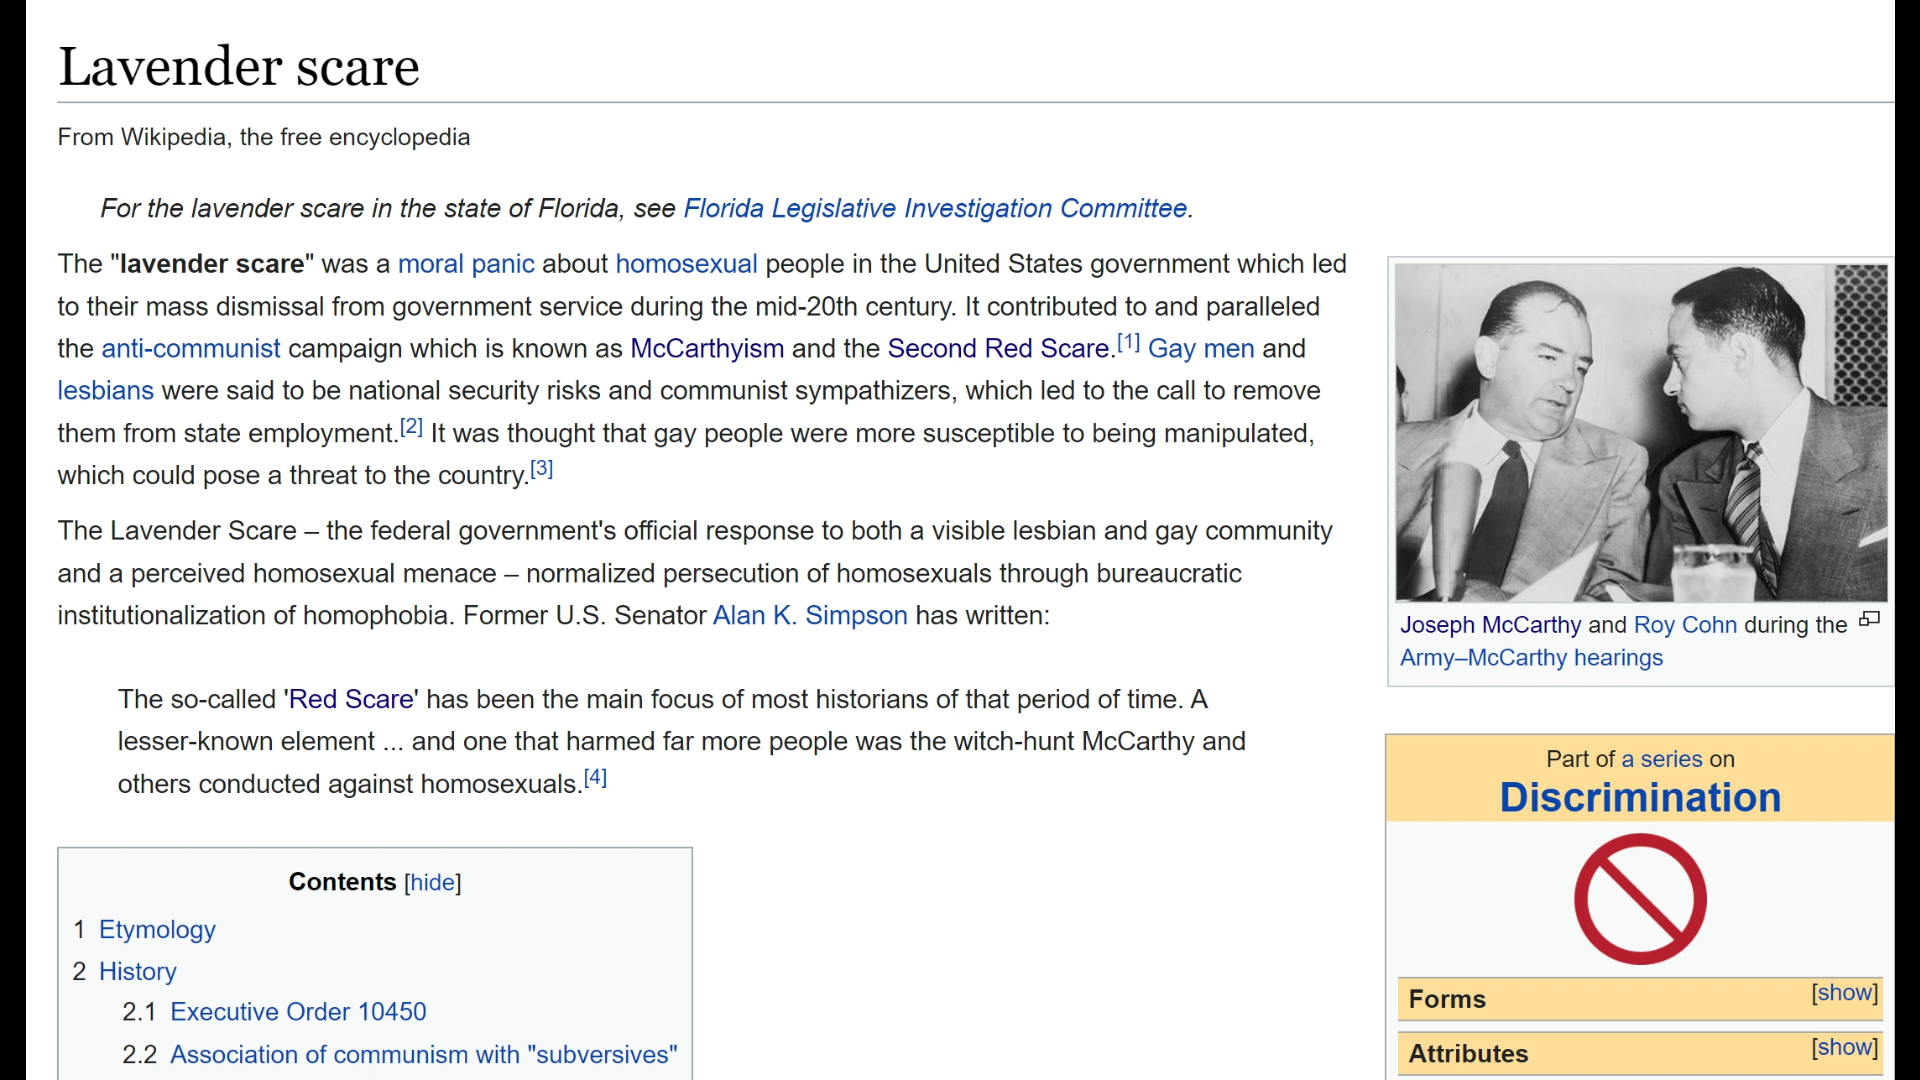 Lavender scare
From Wikipedia, the free encyclopedia
For the lavender scare in the state of Florida, see Florida Legislative Investigation Committee.
The "lavender scare" was a moral panic about homosexual people in the United States government which led
to their mass dismissal from government service during the mid-20th century. It contributed to and paralleled
the anti-communist campaign which is known as McCarthyism and the Second Red Scare.[1] Gay men and
lesbians were said to be national security risks and communist sympathizers, which led to the call to remove
them from state employment.[2] It was thought that gay people were more susceptible to being manipulated,
which could pose a threat to the country.[3]
The Lavender Scare – the federal government's official response to both a visible lesbian and gay community
and a perceived homosexual menace – normalized persecution of homosexuals through bureaucratic
institutionalization of homophobia. Former U.S. Senator Alan K. Simpson has written:
The so-called 'Red Scare' has been the main focus of most historians of that period of time. A
lesser-known element ... and one that harmed far more people was the witch-hunt McCarthy and
others conducted against homosexuals.[4]
Contents [hide]
1 Etymology
2 History
2.1 Executive Order 10450
2.2 Association of communism with "subversives"
Joseph McCarthy and Roy Cohn during the
Army–McCarthy hearings
Part of a series on
Discrimination
Forms [show]
Attributes [show]